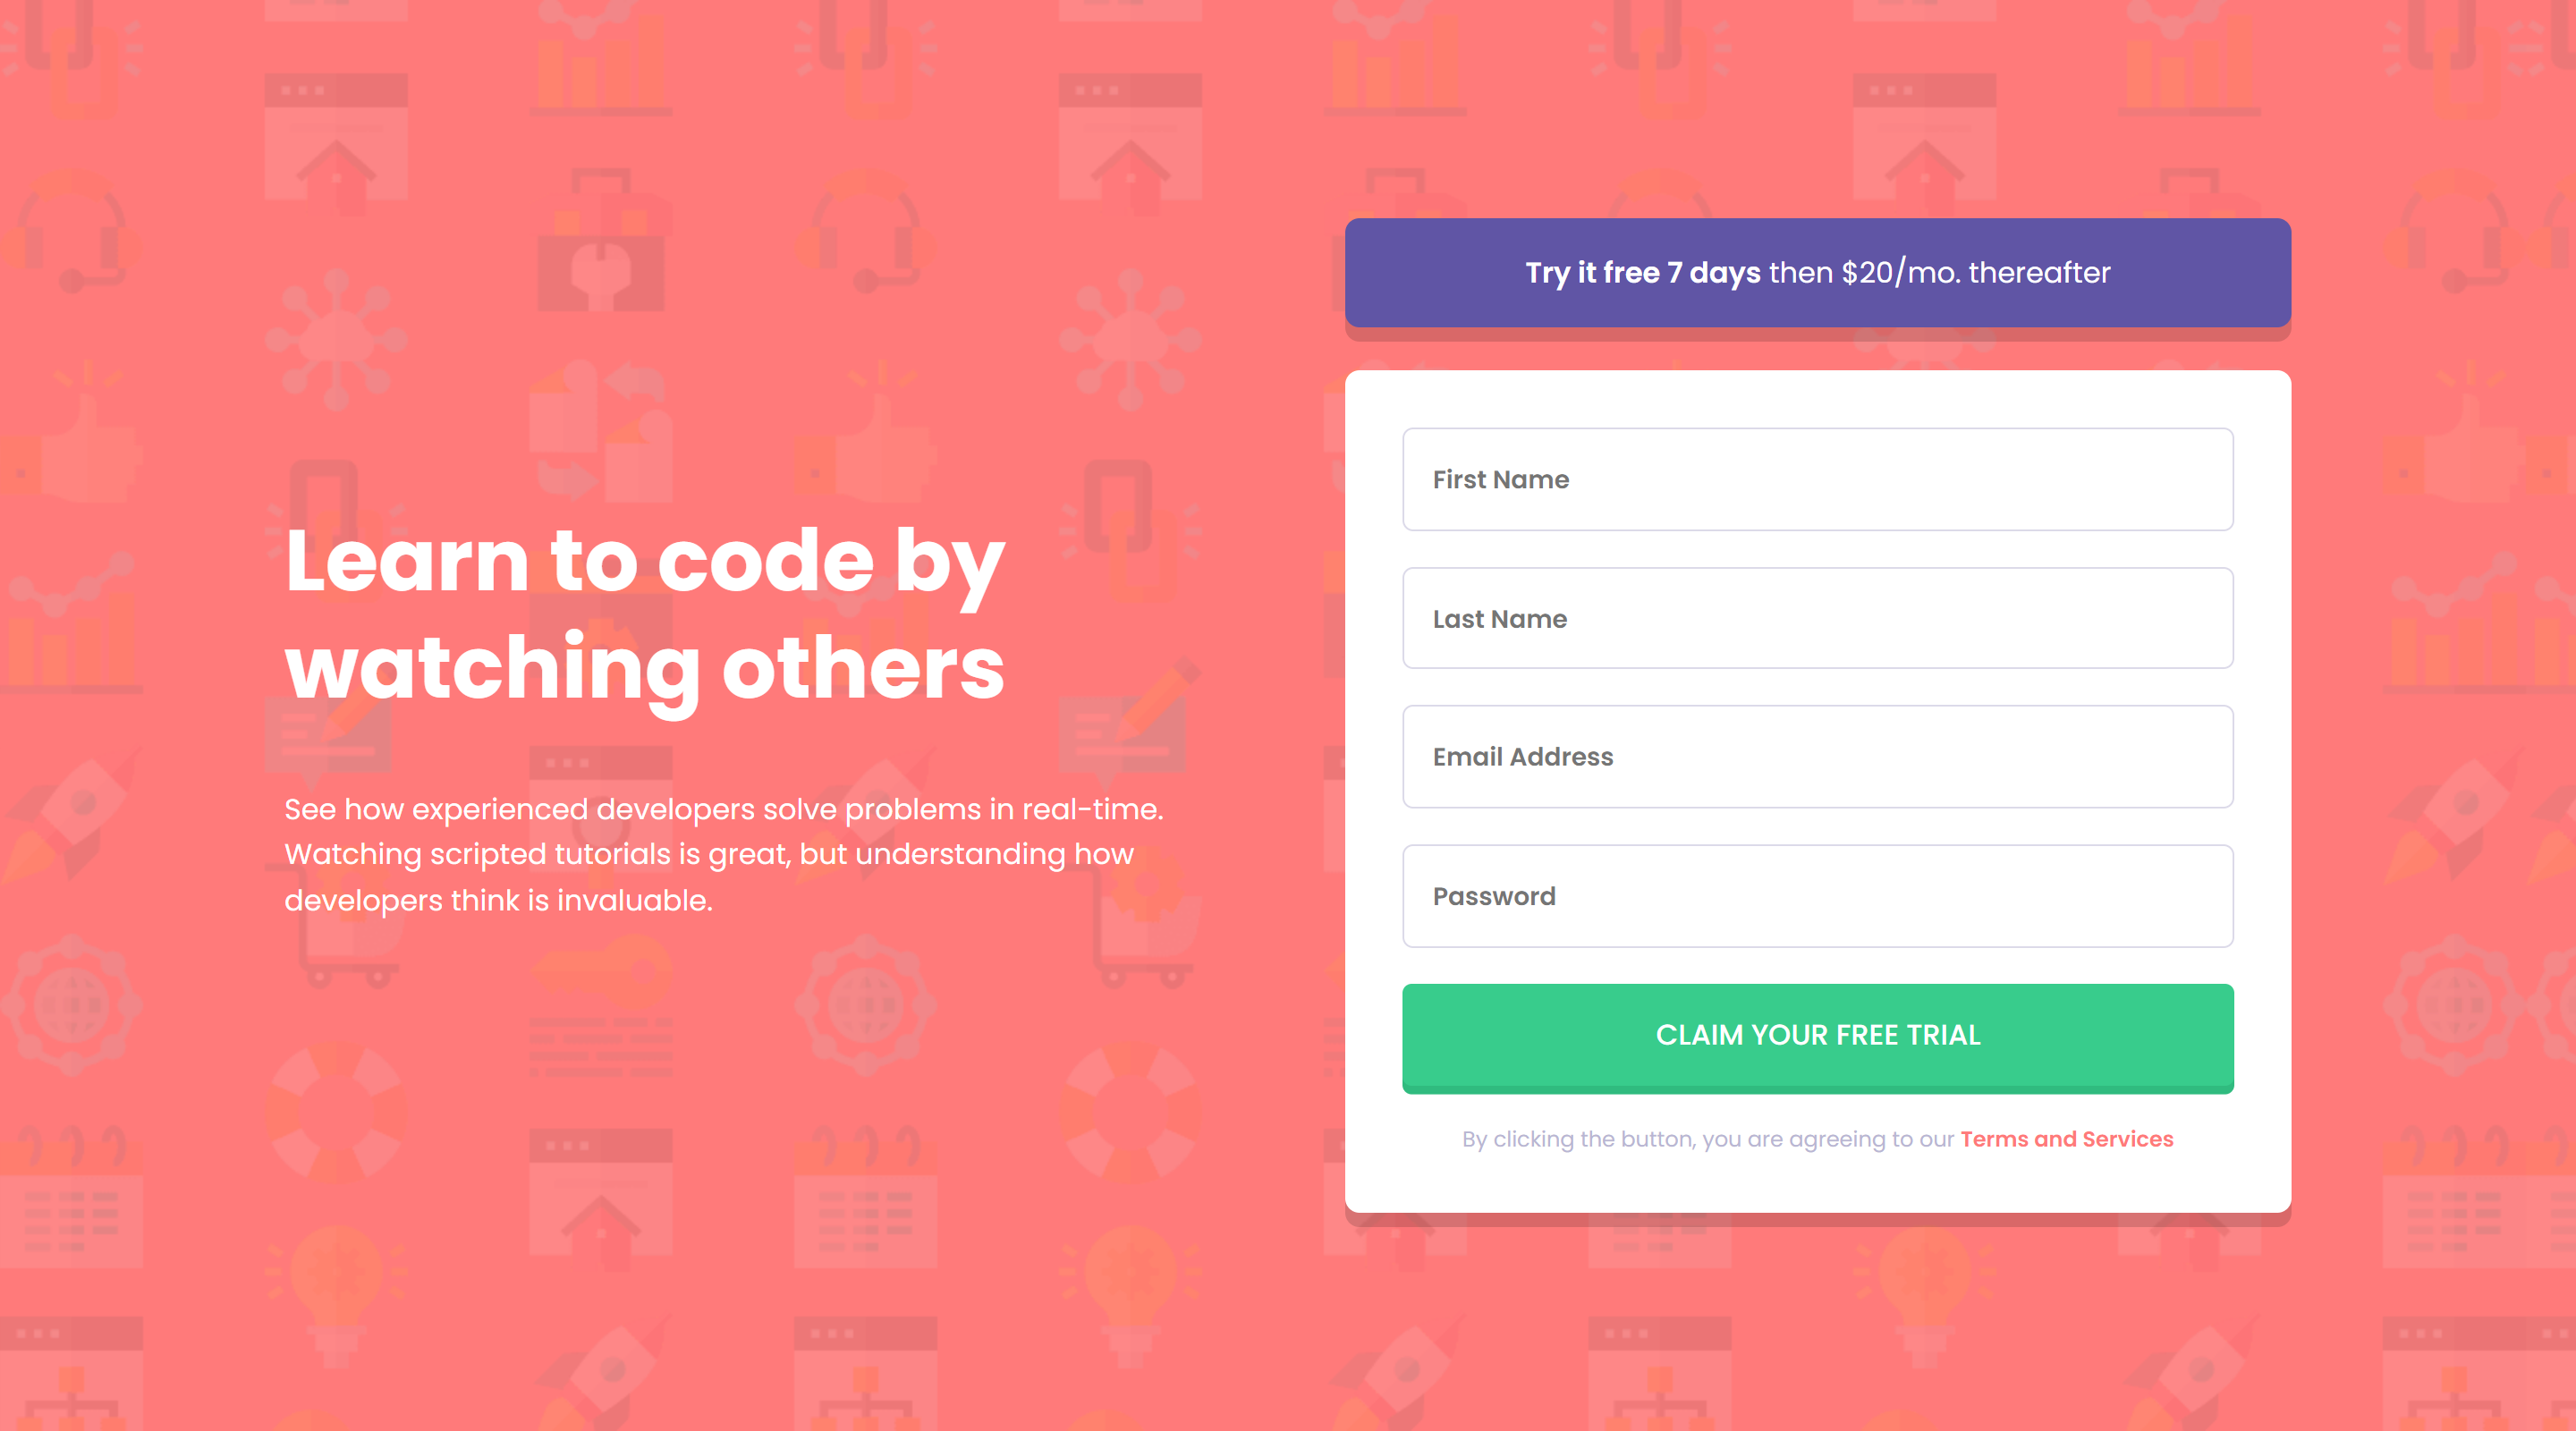 Learn to code by
watching others
See how experienced developers solve problems in real-time.
Watching scripted tutorials is great, but understanding how
developers think is invaluable.
Try it free 7 days then $20/mo. thereafter
First Name
Last Name
Email Address
Password
CLAIM YOUR FREE TRIAL
By clicking the button, you are agreeing to our Terms and Services